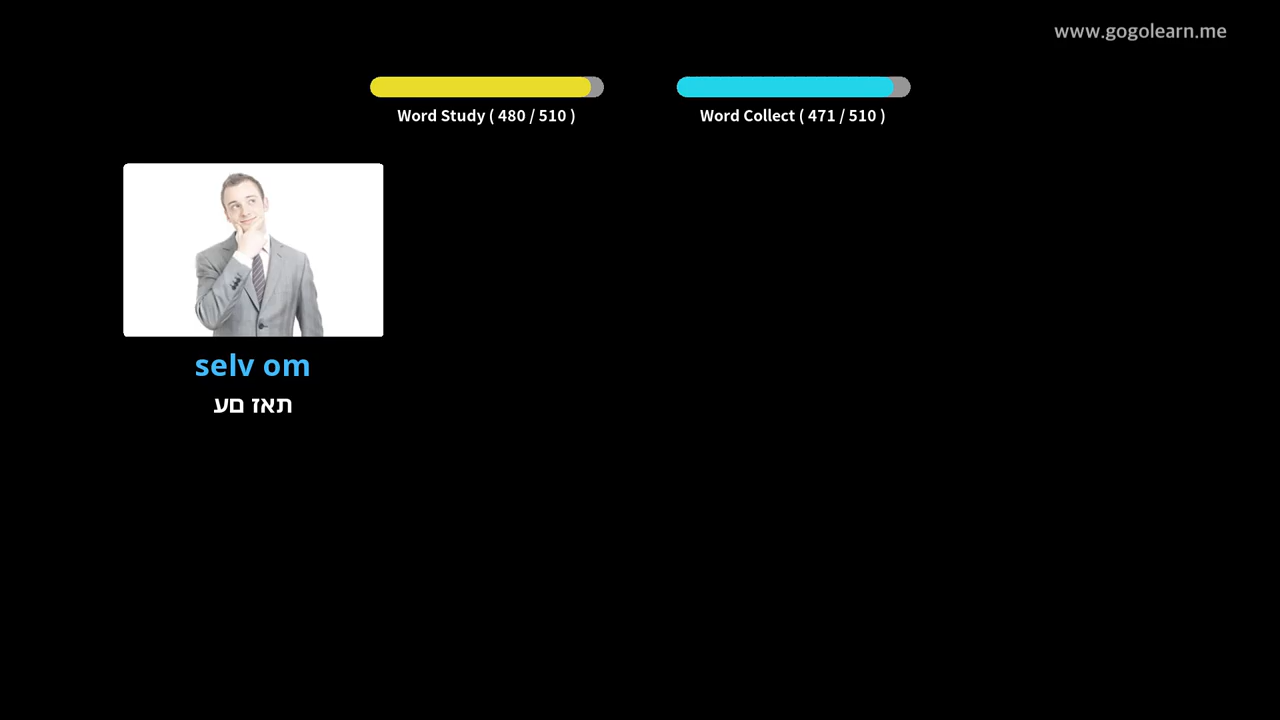 www.gogolearn.me
Word Study ( 480 / 510 )
Word Collect ( 471 / 510 )
selv om
תאז םע